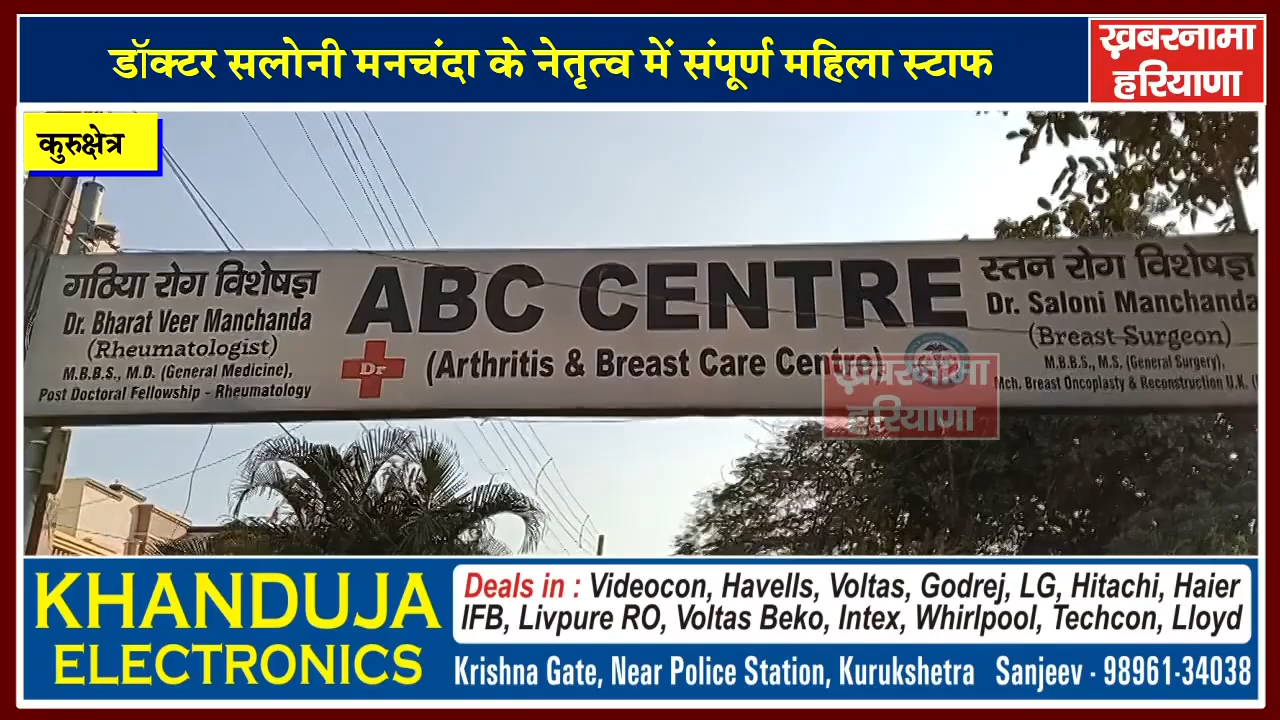 डॉक्टर सलोनी मनचंदा के नेतृत्व में संपूर्ण महिला स्टाफ
ख़बरनामा
हरियाणा
कुरुक्षेत्र
गठिया रोग विशेषज्ञ
Dr. Bharat Veer Manchanda
(Rheumatologist)
M.B.B.S., M.D. (General Medicine),
Post Doctoral Fellowship - Rheumatology
ABC CENTRE
Dr
(Arthritis & Breast Care Centre)
स्तन रोग विशेषज्ञ
Dr. Saloni Manchanda
(Breast Surgeon)
M.B.B.S., M.S. (General Surgery),
Mch. Breast Oncoplasty & Reconstruction U.K. (
ख़बरनामा
हरियाणा
KHANDUJA
ELECTRONICS
Deals in : Videocon, Havells, Voltas, Godrej, LG, Hitachi, Haier
IFB, Livpure RO, Voltas Beko, Intex, Whirlpool, Techcon, Lloyd
Krishna Gate, Near Police Station, Kurukshetra Sanjeev - 98961-34038